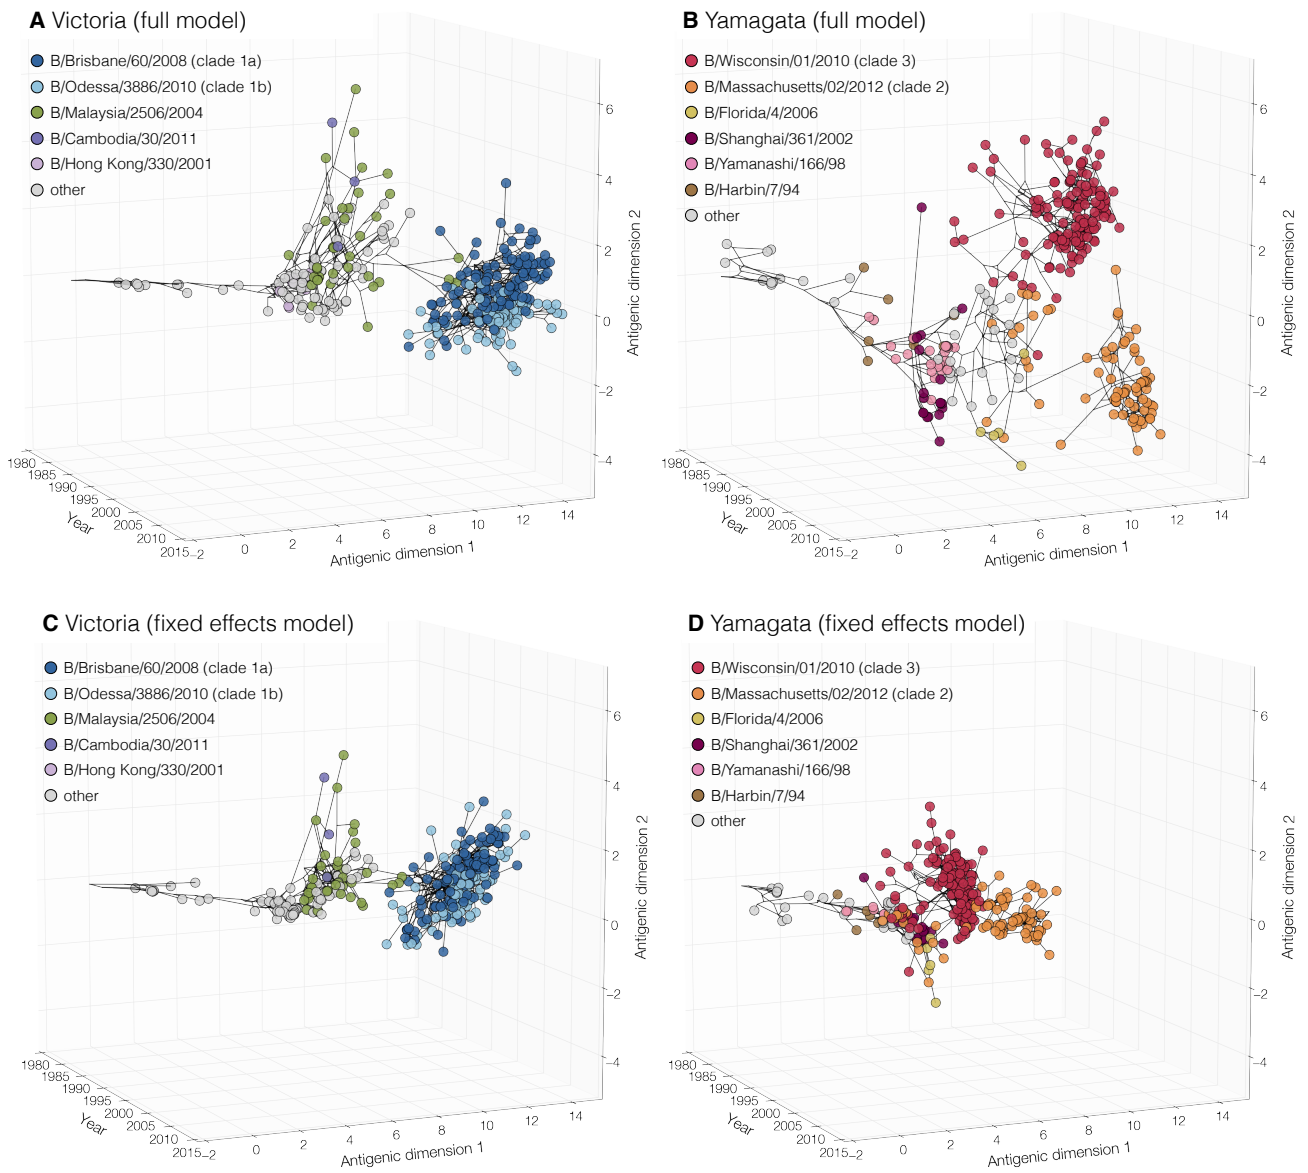 A Victoria (full model)
B/Brisbane/60/2008 (clade 1a)
B/Odessa/3886/2010 (clade 1b)
B/Malaysia/2506/2004
B/Cambodia/30/2011
B/Hong Kong/330/2001
other
6
4
2
0
−2
−4
Antigenic dimension 2
1980
1985
1990
1995
2000
2005
2010
2015
Year
−2
0
2
4
6
8
10
12
14
Antigenic dimension 1
B Yamagata (full model)
B/Wisconsin/01/2010 (clade 3)
B/Massachusetts/02/2012 (clade 2)
B/Florida/4/2006
B/Shanghai/361/2002
B/Yamanashi/166/98
B/Harbin/7/94
other
6
4
2
0
−2
−4
Antigenic dimension 2
1980
1985
1990
1995
2000
2005
2010
2015
Year
−2
0
2
4
6
8
10
12
14
Antigenic dimension 1
C Victoria (fixed effects model)
B/Brisbane/60/2008 (clade 1a)
B/Odessa/3886/2010 (clade 1b)
B/Malaysia/2506/2004
B/Cambodia/30/2011
B/Hong Kong/330/2001
other
6
4
2
0
−2
−4
Antigenic dimension 2
1980
1985
1990
1995
2000
2005
2010
2015
Year
−2
0
2
4
6
8
10
12
14
Antigenic dimension 1
D Yamagata (fixed effects model)
B/Wisconsin/01/2010 (clade 3)
B/Massachusetts/02/2012 (clade 2)
B/Florida/4/2006
B/Shanghai/361/2002
B/Yamanashi/166/98
B/Harbin/7/94
other
6
4
2
0
−2
−4
Antigenic dimension 2
1980
1985
1990
1995
2000
2005
2010
2015
Year
−2
0
2
4
6
8
10
12
14
Antigenic dimension 1